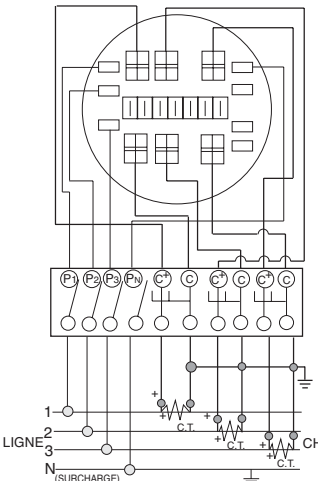 P1 P2 P3 PN C+ C C+ C C+ C
+
1
+
C.T.
+
LIGNE 2
+
C.T.
+
3
+
CH
C.T.
N
(SURCHARGE)